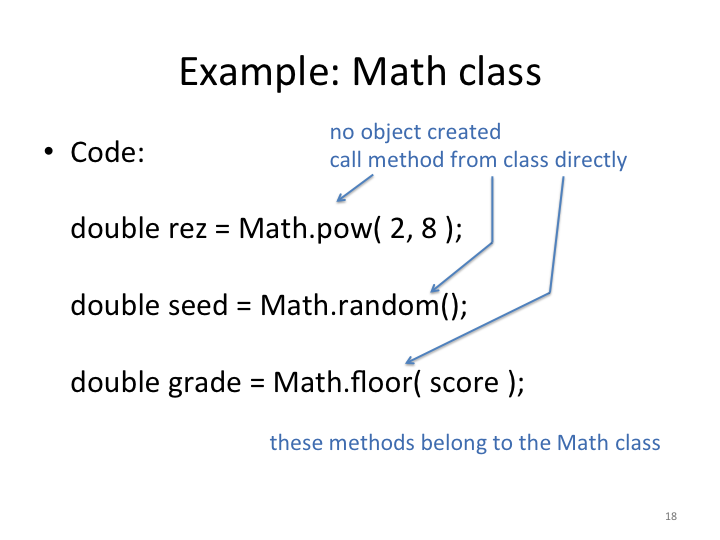 Example: Math class
no object created
call method from class directly
• Code:
double rez = Math.pow( 2, 8 );
double seed = Math.random();
double grade = Math.floor( score );
these methods belong to the Math class
18